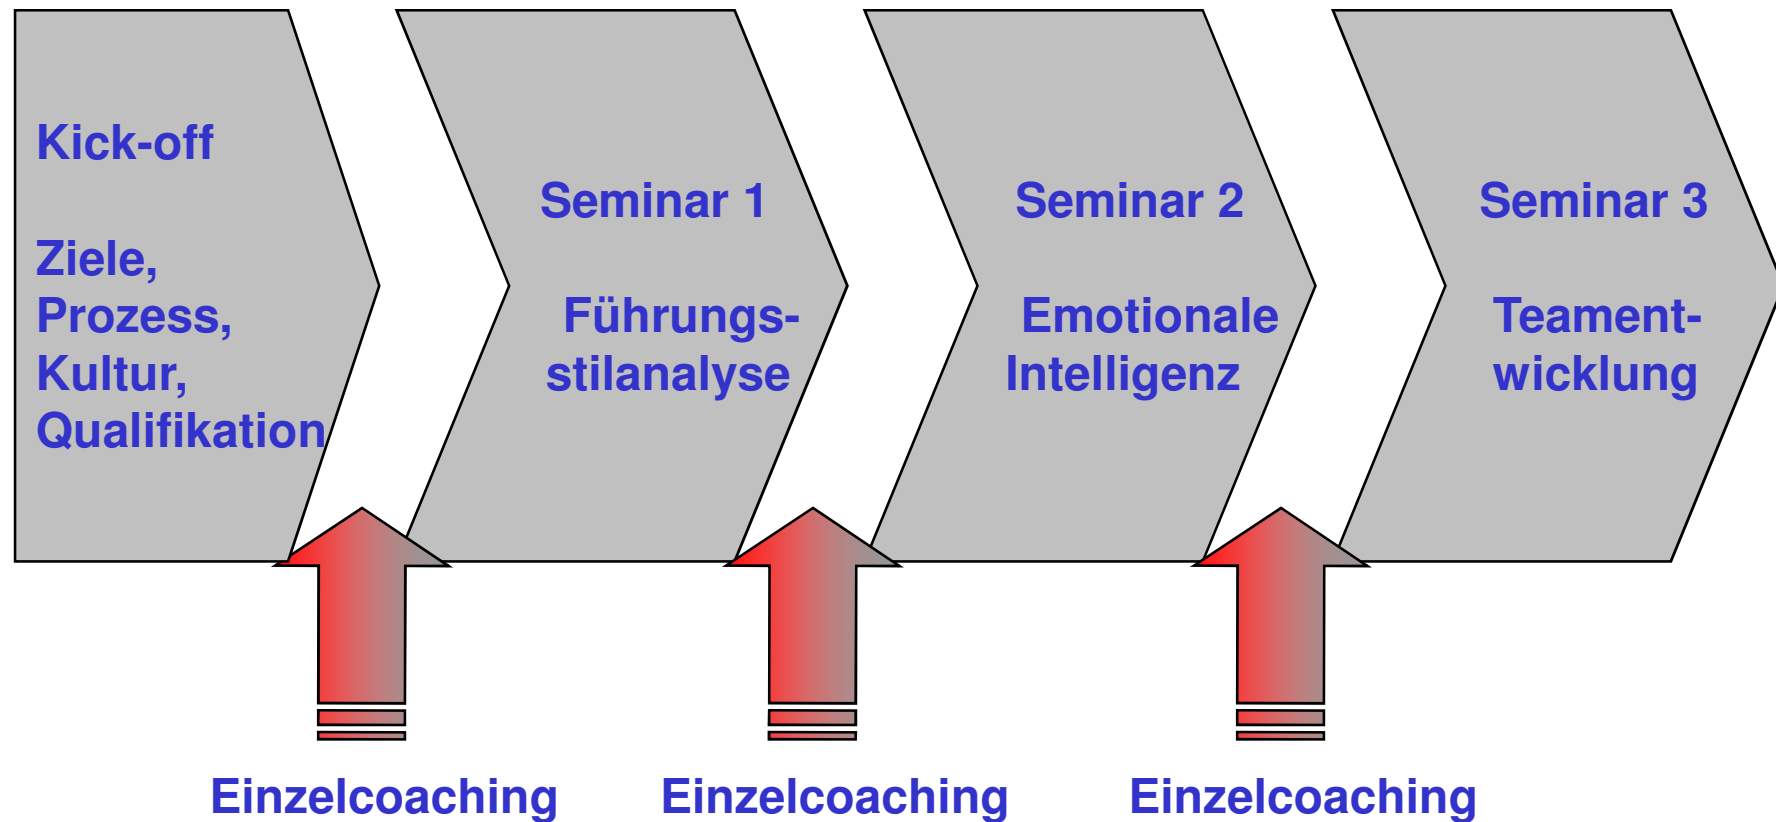 Kick-off
Ziele,
Prozess,
Kultur,
Qualifikation
Seminar 1
Führungs-
stilanalyse
Seminar 2
Emotionale
Intelligenz
Seminar 3
Teament-
wicklung
Einzelcoaching
Einzelcoaching
Einzelcoaching